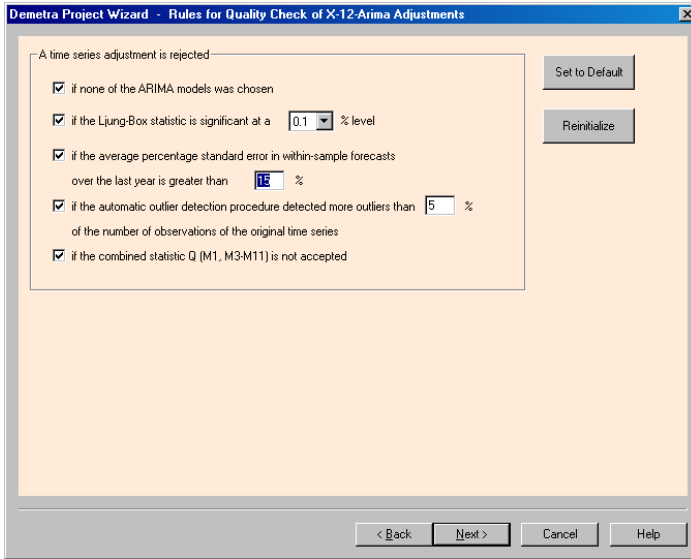 Demetra Project Wizard - Rules for Quality Check of X-12-Arima Adjustments
A time series adjustment is rejected
if none of the ARIMA models was chosen
if the Ljung-Box statistic is significant at a 0.1 % level
if the average percentage standard error in within-sample forecasts
over the last year is greater than 15 %
if the automatic outlier detection procedure detected more outliers than 5 %
of the number of observations of the original time series
if the combined statistic Q (M1, M3-M11) is not accepted
Set to Default
Reinitialize
< Back
Next >
Cancel
Help